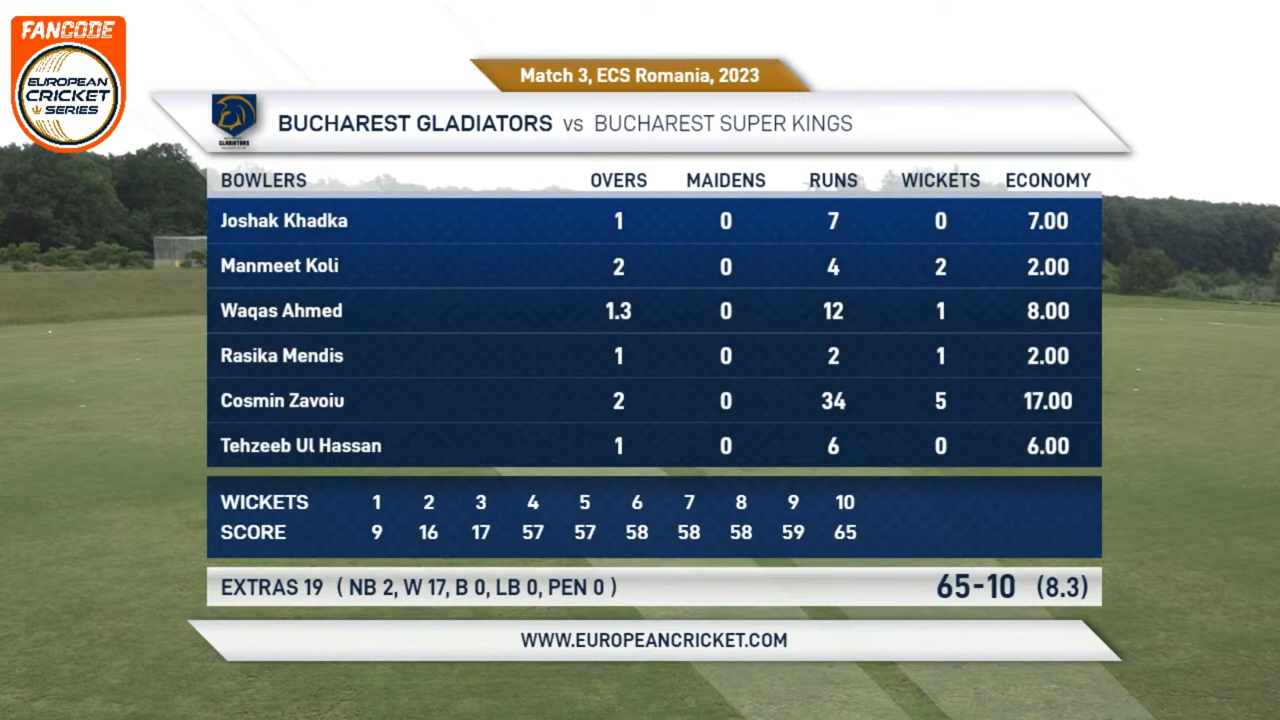 FANCODE
EUROPEAN
CRICKET
SERIES
Match 3, ECS Romania, 2023
GLADIATORS
BUCHAREST GLADIATORS vs BUCHAREST SUPER KINGS
BOWLERS OVERS MAIDENS RUNS WICKETS ECONOMY
Joshak Khadka 1 0 7 0 7.00
Manmeet Koli 2 0 4 2 2.00
Waqas Ahmed 1.3 0 12 1 8.00
Rasika Mendis 1 0 2 1 2.00
Cosmin Zavoiu 2 0 34 5 17.00
Tehzeeb Ul Hassan 1 0 6 0 6.00
WICKETS 1 2 3 4 5 6 7 8 9 10
SCORE 9 16 17 57 57 58 58 58 59 65
EXTRAS 19 ( NB 2, W 17, B 0, LB 0, PEN 0 ) 65-10 (8.3)
WWW.EUROPEANCRICKET.COM